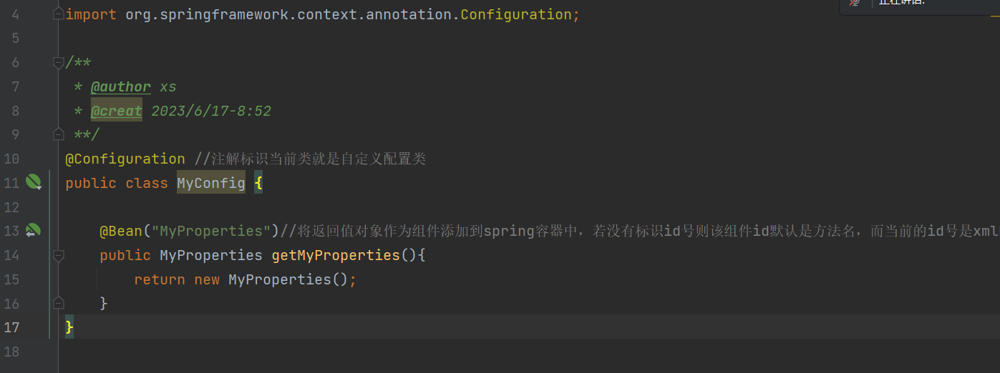 正在讲话:
4 import org.springframework.context.annotation.Configuration;
5
6 /**
7 * @author xs
8 * @creat 2023/6/17-8:52
9 **/
10 @Configuration //注解标识当前类就是自定义配置类
11 public class MyConfig {
12
13 @Bean("MyProperties")//将返回值对象作为组件添加到spring容器中，若没有标识id号则该组件id默认是方法名，而当前的id号是xml
14 public MyProperties getMyProperties(){
15 return new MyProperties();
16 }
17 }
18